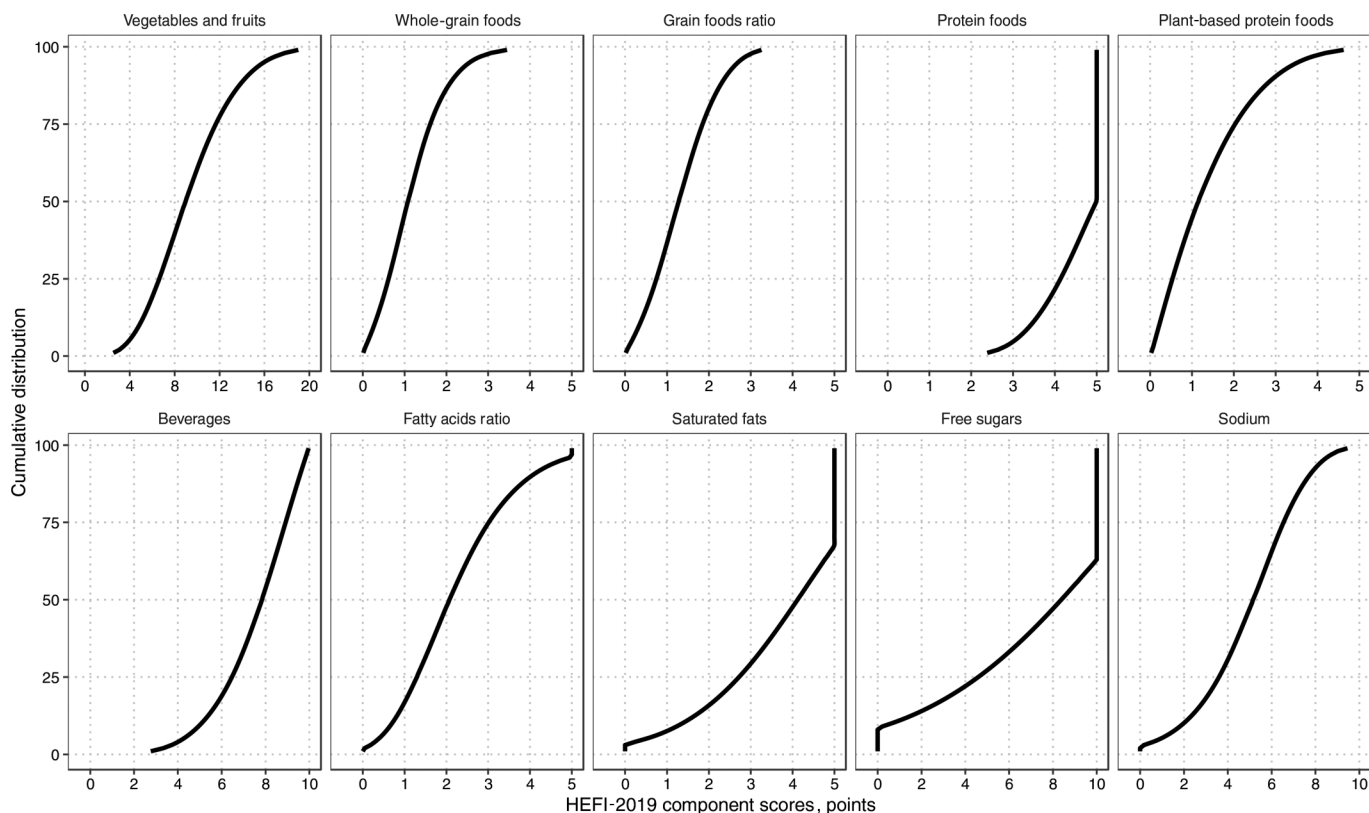 Vegetables and fruits
Whole-grain foods
Grain foods ratio
Protein foods
Plant-based protein foods
100
75
50
25
0
0 4 8 12 16 20
0 1 2 3 4 5
0 1 2 3 4 5
0 1 2 3 4 5
0 1 2 3 4 5
Cumulative distribution
Beverages
Fatty acids ratio
Saturated fats
Free sugars
Sodium
100
75
50
25
0
0 2 4 6 8 10
0 1 2 3 4 5
0 1 2 3 4 5
0 2 4 6 8 10
0 2 4 6 8 10
HEFI-2019 component scores, points